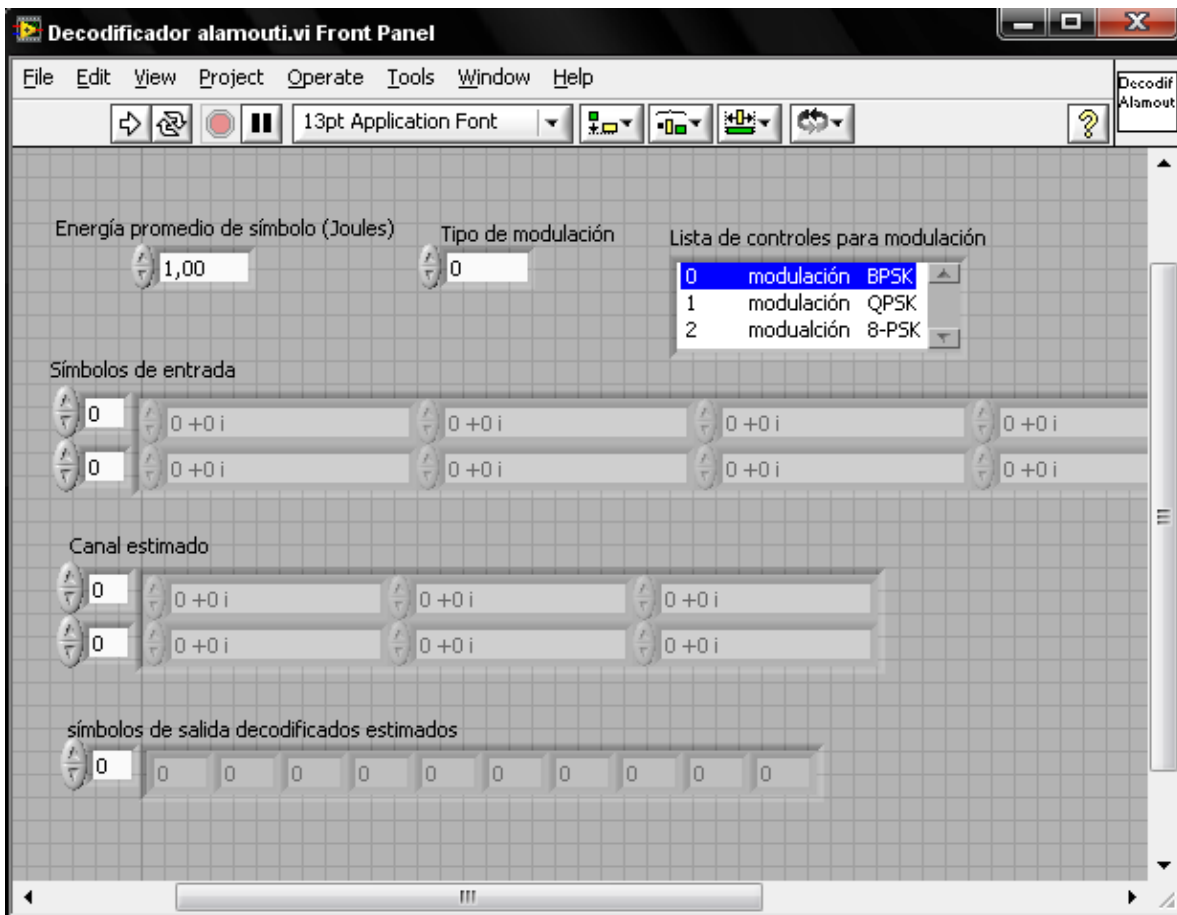 Decodificador alamouti.vi Front Panel
File Edit View Project Operate Tools Window Help
Decodif
Alamout
13pt Application Font
Energía promedio de símbolo (Joules)
1,00
Tipo de modulación
0
Lista de controles para modulación
0 modulación BPSK
1 modulación QPSK
2 modualción 8-PSK
Símbolos de entrada
0 0 +0 i 0 +0 i 0 +0 i 0 +0 i
0 0 +0 i 0 +0 i 0 +0 i 0 +0 i
Canal estimado
0 0 +0 i 0 +0 i 0 +0 i
0 0 +0 i 0 +0 i 0 +0 i
símbolos de salida decodificados estimados
0 0 0 0 0 0 0 0 0 0 0